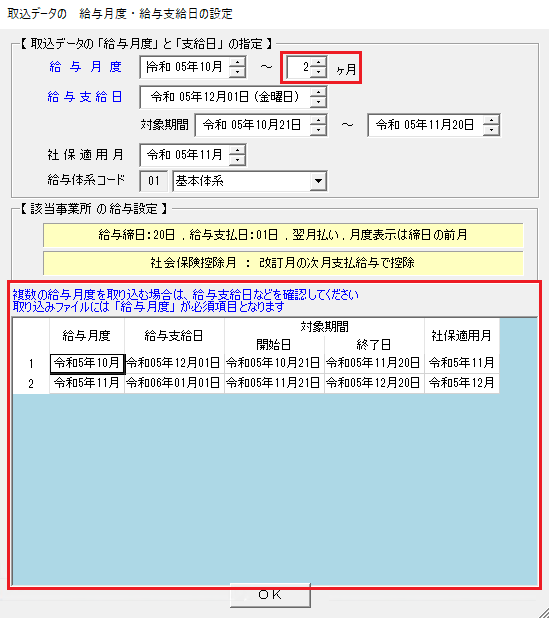 取込データの　給与月度・給与支給日の設定
【 取込データの「給与月度」と「支給日」の指定 】
給 与 月 度 令和 05年10月 ～ 2 ヶ月
給 与 支 給 日 令和 05年12月01日 (金曜日)
対象期間 令和 05年10月21日 ～ 令和 05年11月20日
社 保 適 用 月 令和 05年11月
給与体系コード 01 基本体系
【 該当事業所 の 給与設定 】
給与締日：20日 , 給与支払日：01日 , 翌月払い , 月度表示は締日の前月
社会保険控除月 ： 改訂月の次月支払給与で控除
複数の給与月度を取り込む場合は、給与支給日などを確認してください
取り込みファイルには「給与月度」が必須項目となります
給与月度 給与支給日 対象期間 社保適用月
開始日 終了日
1 令和5年10月 令和05年12月01日 令和05年10月21日 令和05年11月20日 令和5年11月
2 令和5年11月 令和06年01月01日 令和05年11月21日 令和05年12月20日 令和5年12月
ＯＫ